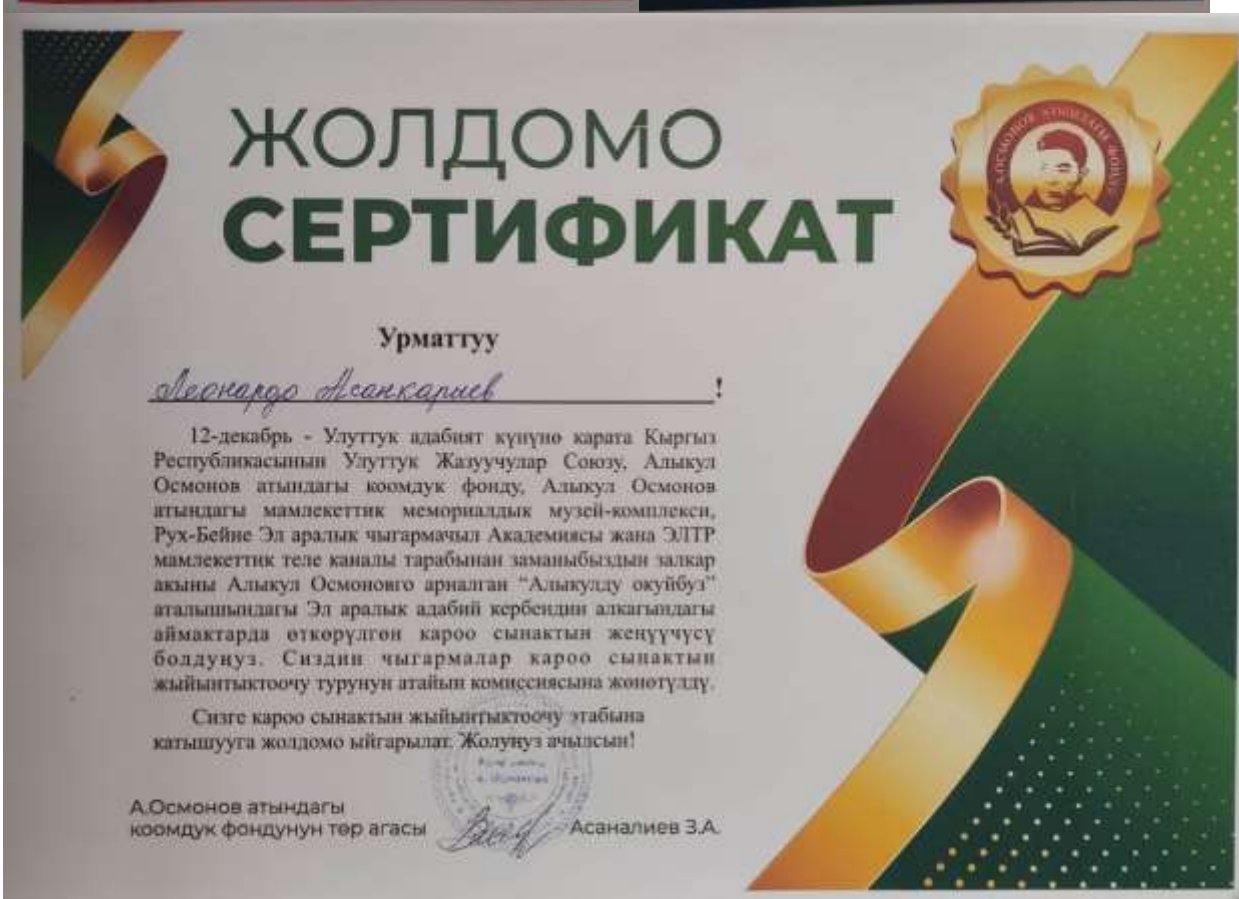 ЖОЛДОМО
СЕРТИФИКАТ
А.ОСМОНОВ АТЫНДАГЫ ФОНДУ
Урматтуу
Леонардо Асанкариев !
12-декабрь - Улуттук адабият күнүнө карата Кыргыз
Республикасынын Улуттук Жазуучулар Союзу, Алыкул
Осмонов атындагы коомдук фонду, Алыкул Осмонов
атындагы мамлекеттик мемориалдык музей-комплекси,
Рух-Бейне Эл аралык чыгармачыл Академиясы жана ЭЛТР
мамлекеттик теле каналы тарабынан заманыбыздын залкар
акыны Алыкул Осмоновго арналган “Алыкулду окуйбуз”
аталышындагы Эл аралык адабий кербендин алкагындагы
аймактарда өткөрүлгөн кароо сынактын жеңүүчүсү
болдуңуз. Сиздин чыгармалар кароо сынактын
жыйынтыктоочу турунун атайын комиссиясына жөнөтүлдү.
Сизге кароо сынактын жыйынтыктоочу этабына
катышууга жолдомо ыйгарылат. Жолуңуз ачылсын!
А.Осмонов атындагы
коомдук фондунун төр агасы Асаналиев З.А.